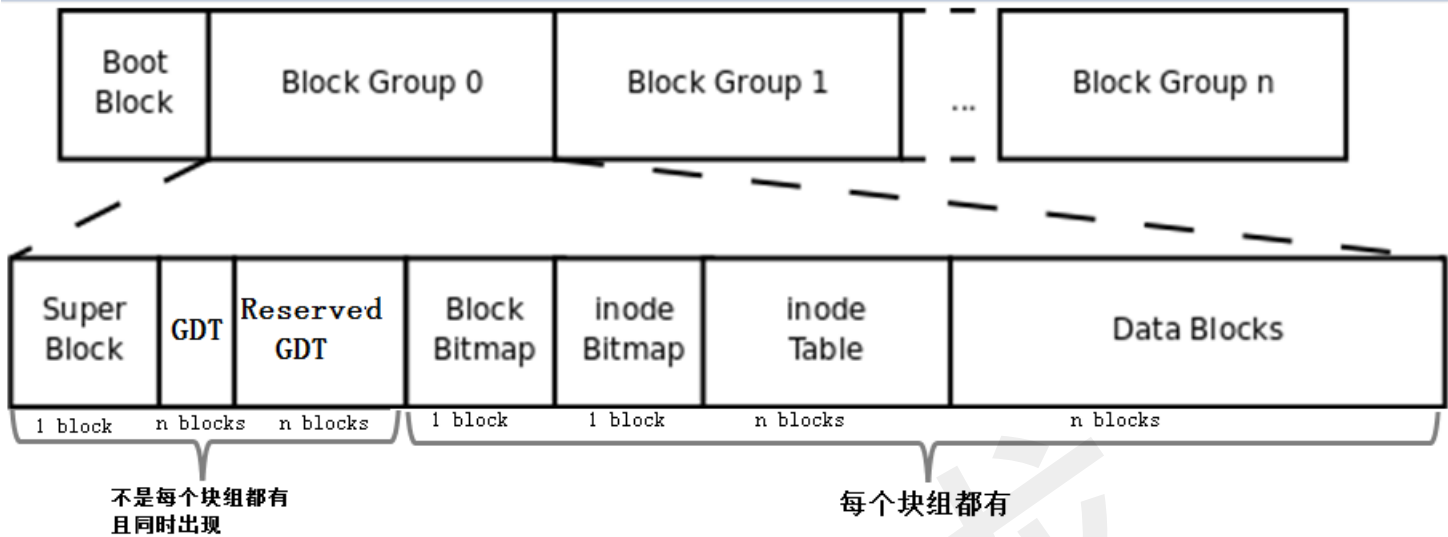 Boot
Block
Block Group 0
Block Group 1
...
Block Group n
Super
Block
GDT
Reserved
GDT
Block
Bitmap
inode
Bitmap
inode
Table
Data Blocks
1 block
n blocks
n blocks
1 block
1 block
n blocks
n blocks
不是每个块组都有
且同时出现
每个块组都有